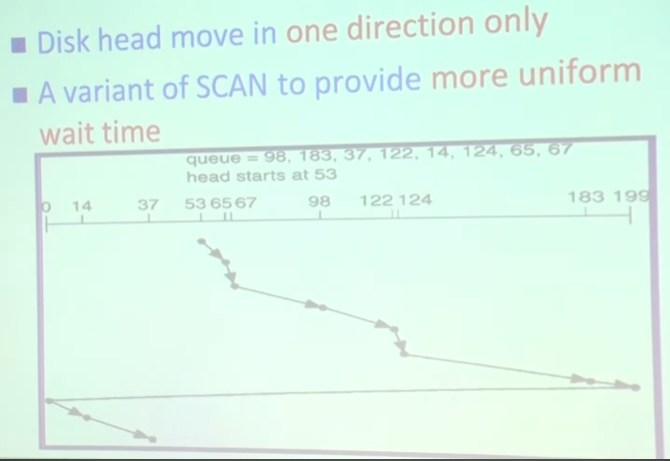 Disk head move in one direction only
A variant of SCAN to provide more uniform
wait time
queue = 98, 183, 37, 122, 14, 124, 65, 67
head starts at 53
0 14 37 53 65 67 98 122 124 183 199